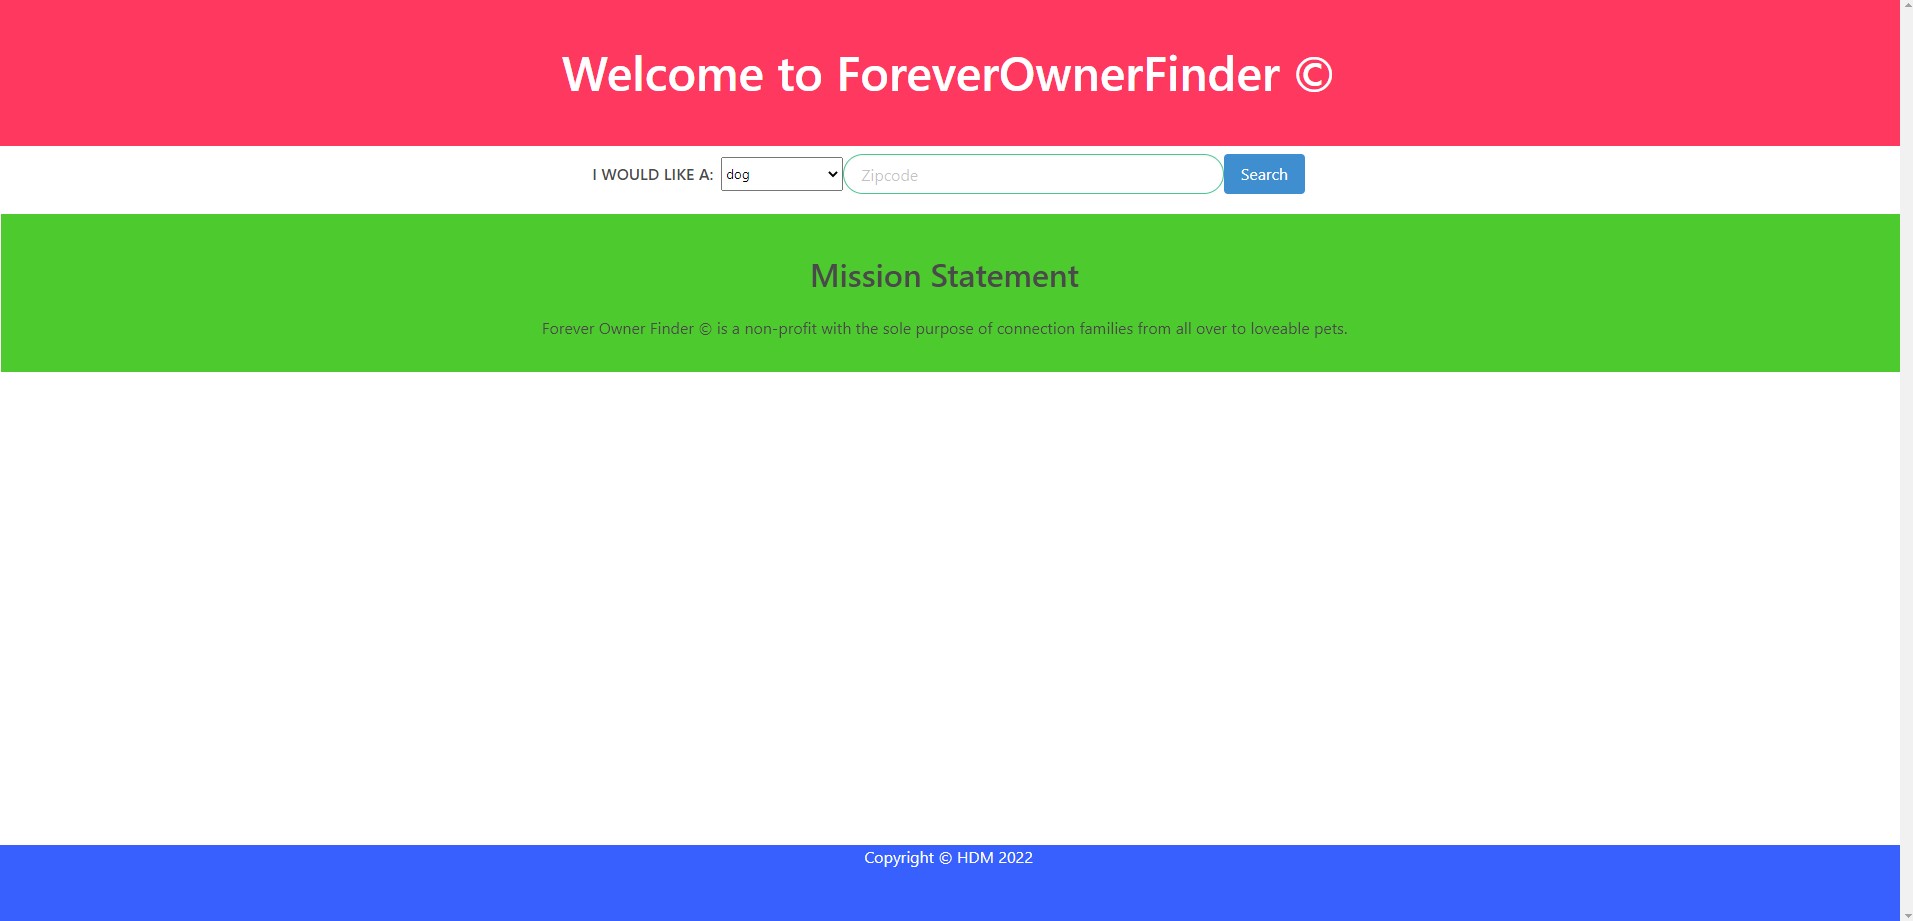 Welcome to ForeverOwnerFinder ©
I WOULD LIKE A: dog Zipcode Search
Mission Statement
Forever Owner Finder © is a non-profit with the sole purpose of connection families from all over to loveable pets.
Copyright © HDM 2022